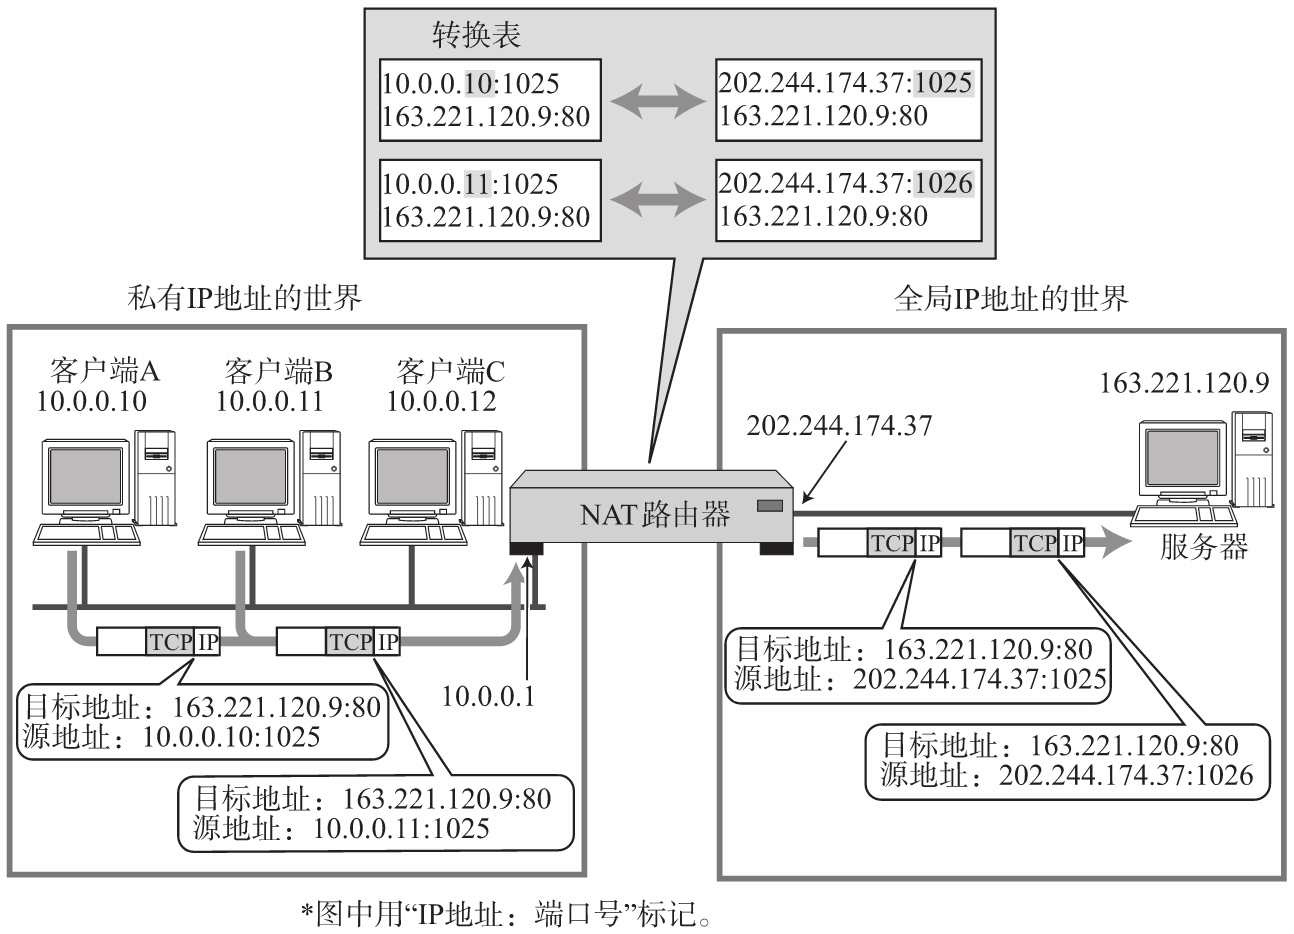 转换表
10.0.0.10:1025
163.221.120.9:80
202.244.174.37:1025
163.221.120.9:80
10.0.0.11:1025
163.221.120.9:80
202.244.174.37:1026
163.221.120.9:80
私有IP地址的世界
客户端A
10.0.0.10
客户端B
10.0.0.11
客户端C
10.0.0.12
NAT路由器
TCP IP
TCP IP
10.0.0.1
目标地址：163.221.120.9:80
源地址：10.0.0.10:1025
目标地址：163.221.120.9:80
源地址：10.0.0.11:1025
全局IP地址的世界
163.221.120.9
202.244.174.37
服务器
TCP IP
TCP IP
目标地址：163.221.120.9:80
源地址：202.244.174.37:1025
目标地址：163.221.120.9:80
源地址：202.244.174.37:1026
*图中用“IP地址：端口号”标记。